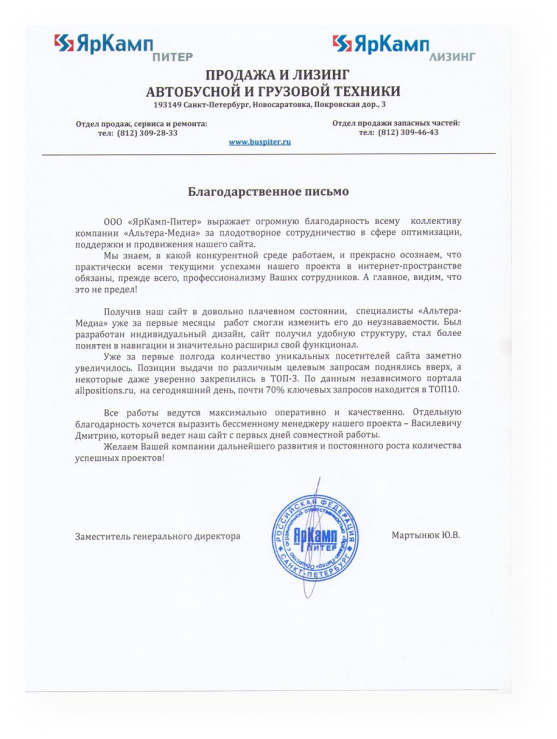 ЯрКамп
ПИТЕР
ЯрКамп
ЛИЗИНГ
ПРОДАЖА И ЛИЗИНГ
АВТОБУСНОЙ И ГРУЗОВОЙ ТЕХНИКИ
193149 Санкт-Петербург, Новосаратовка, Покровская дор., 3
Отдел продаж, сервиса и ремонта:
тел: (812) 309-28-33
Отдел продажи запасных частей:
тел: (812) 309-46-43
www.buspiter.ru
Благодарственное письмо
ООО «ЯрКамп-Питер» выражает огромную благодарность всему коллективу
компании «Альтера-Медиа» за плодотворное сотрудничество в сфере оптимизации,
поддержки и продвижения нашего сайта.
Мы знаем, в какой конкурентной среде работаем, и прекрасно осознаем, что
практически всеми текущими успехами нашего проекта в интернет-пространстве
обязаны, прежде всего, профессионализму Ваших сотрудников. А главное, видим, что
это не предел!
Получив наш сайт в довольно плачевном состоянии, специалисты «Альтера-
Медиа» уже за первые месяцы работ смогли изменить его до неузнаваемости. Был
разработан индивидуальный дизайн, сайт получил удобную структуру, стал более
понятен в навигации и значительно расширил свой функционал.
Уже за первые полгода количество уникальных посетителей сайта заметно
увеличилось. Позиции выдачи по различным целевым запросам поднялись вверх, а
некоторые даже уверенно закрепились в ТОП-3. По данным независимого портала
allpositions.ru, на сегодняшний день, почти 70% ключевых запросов находится в ТОП10.
Все работы ведутся максимально оперативно и качественно. Отдельную
благодарность хочется выразить бессменному менеджеру нашего проекта – Василевичу
Дмитрию, который ведет наш сайт с первых дней совместной работы.
Желаем Вашей компании дальнейшего развития и постоянного роста количества
успешных проектов!
Заместитель генерального директора
РОССИЙСКАЯ ФЕДЕРАЦИЯ
ЯрКамп
ПИТЕР
САНКТ-ПЕТЕРБУРГ
Мартынюк Ю.В.